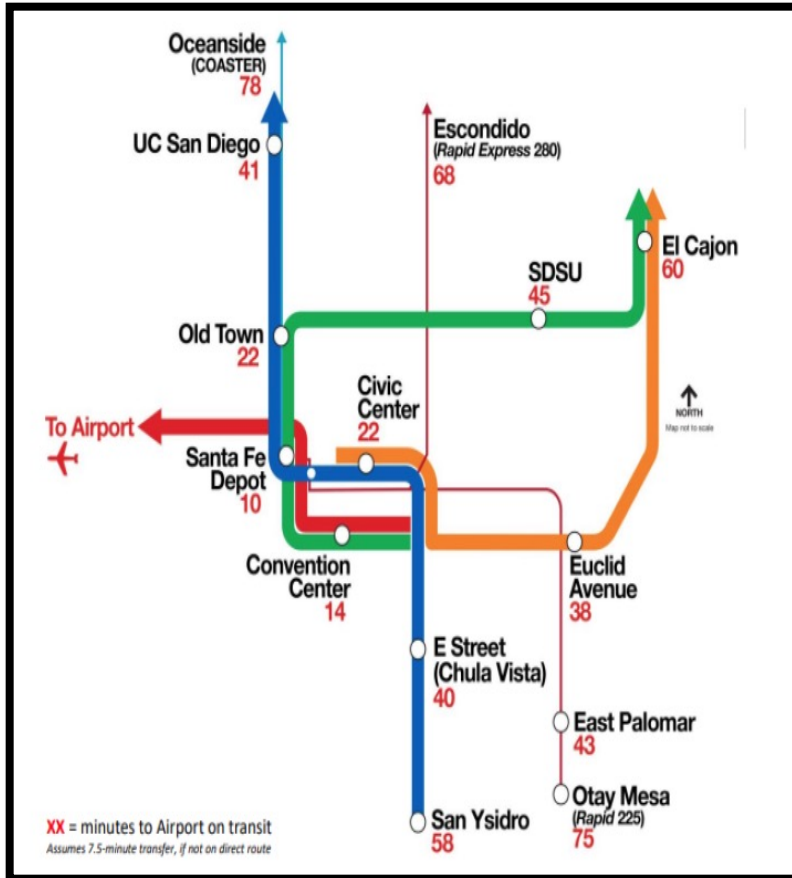 Oceanside
(COASTER)
78
UC San Diego
41
Escondido
(Rapid Express 280)
68
El Cajon
60
SDSU
45
Old Town
22
Civic
Center
22
NORTH
Map not to scale
To Airport
Santa Fe
Depot
10
Convention
Center
14
Euclid
Avenue
38
E Street
(Chula Vista)
40
East Palomar
43
Otay Mesa
(Rapid 225)
75
San Ysidro
58
XX = minutes to Airport on transit
Assumes 7.5-minute transfer, if not on direct route